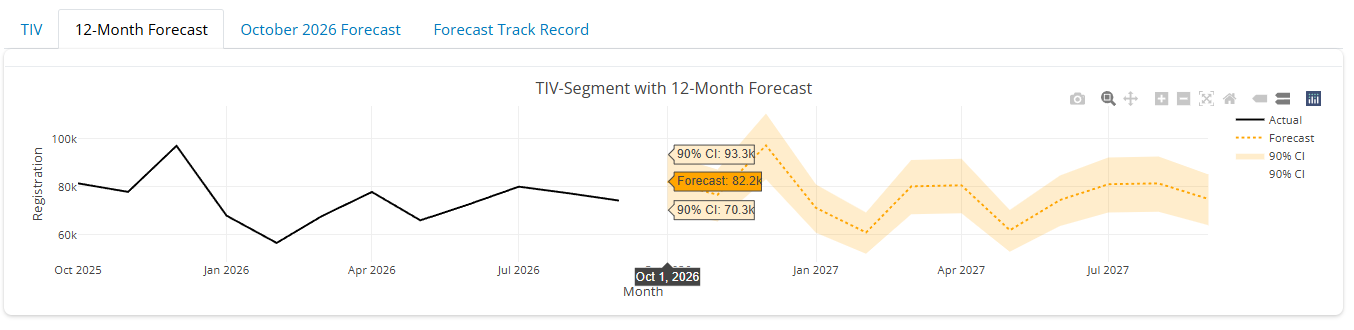 TIV
12-Month Forecast
October 2026 Forecast
Forecast Track Record
TIV-Segment with 12-Month Forecast
Actual
Forecast
90% CI
90% CI
Registration
100k
80k
60k
90% CI: 93.3k
Forecast: 82.2k
90% CI: 70.3k
Oct 2025
Jan 2026
Apr 2026
Jul 2026
Oct 1, 2026
Jan 2027
Apr 2027
Jul 2027
Month